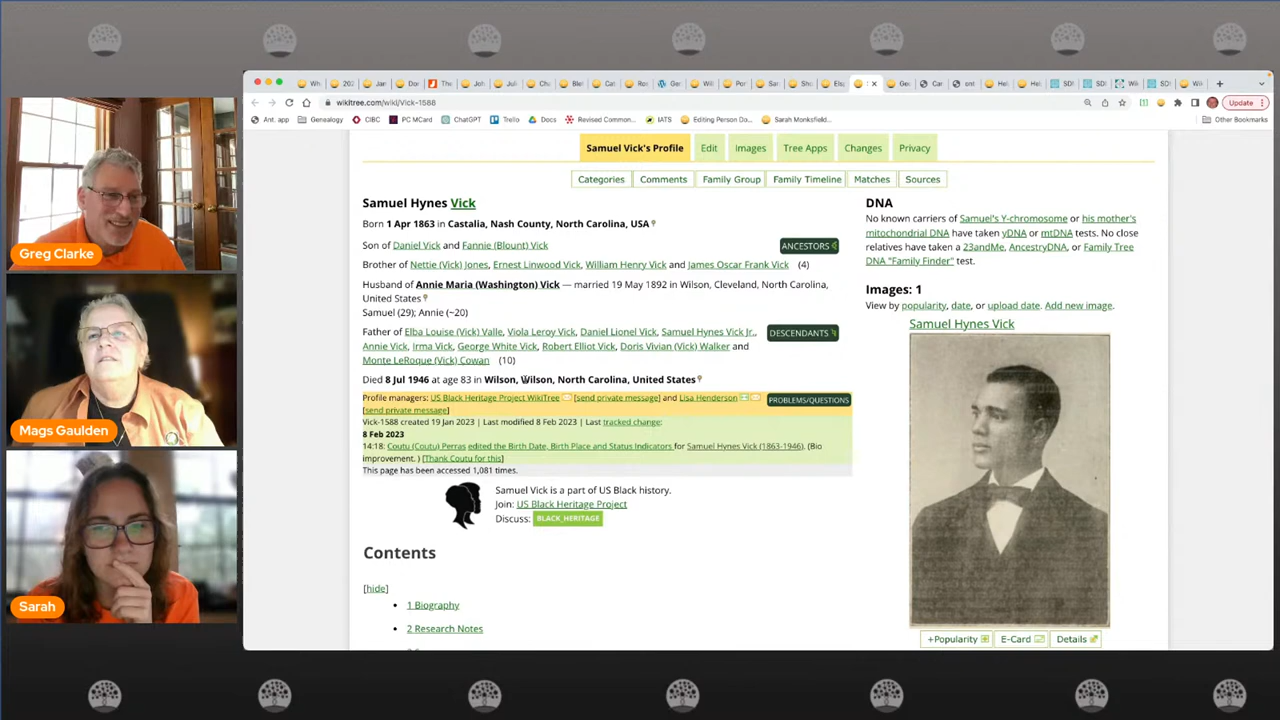 Greg Clarke
Mags Gaulden
Sarah
Update
wikitree.com/wiki/Vick-1588
Ant. app
Genealogy
CIBC
PC MCard
ChatGPT
Trello
Docs
Revised Common...
IATS
Editing Person Do...
Sarah Monksfield...
Other Bookmarks
Samuel Vick's Profile
Edit
Images
Tree Apps
Changes
Privacy
Categories
Comments
Family Group
Family Timeline
Matches
Sources
Samuel Hynes Vick
Born 1 Apr 1863 in Castalia, Nash County, North Carolina, USA
Son of Daniel Vick and Fannie (Blount) Vick
ANCESTORS
Brother of Nettie (Vick) Jones, Ernest Linwood Vick, William Henry Vick and James Oscar Frank Vick (4)
Husband of Annie Maria (Washington) Vick — married 19 May 1892 in Wilson, Cleveland, North Carolina,
United States
Samuel (29); Annie (~20)
Father of Elba Louise (Vick) Valle, Viola Leroy Vick, Daniel Lionel Vick, Samuel Hynes Vick Jr.,
DESCENDANTS
Annie Vick, Irma Vick, George White Vick, Robert Elliot Vick, Doris Vivian (Vick) Walker and
Monte LeRoque (Vick) Cowan (10)
Died 8 Jul 1946 at age 83 in Wilson, Wilson, North Carolina, United States
Profile managers: US Black Heritage Project WikiTree [send private message] and Lisa Henderson
PROBLEMS/QUESTIONS
[send private message]
Vick-1588 created 19 Jan 2023 | Last modified 8 Feb 2023 | Last tracked change:
8 Feb 2023
14:18: Coutu (Coutu) Perras edited the Birth Date, Birth Place and Status Indicators for Samuel Hynes Vick (1863-1946). (Bio
improvement. ) [Thank Coutu for this]
This page has been accessed 1,081 times.
Samuel Vick is a part of US Black history.
Join: US Black Heritage Project
Discuss: BLACK_HERITAGE
Contents
[hide]
1 Biography
2 Research Notes
DNA
No known carriers of Samuel's Y-chromosome or his mother's
mitochondrial DNA have taken yDNA or mtDNA tests. No close
relatives have taken a 23andMe, AncestryDNA, or Family Tree
DNA "Family Finder" test.
Images: 1
View by popularity, date, or upload date. Add new image.
Samuel Hynes Vick
+Popularity
E-Card
Details